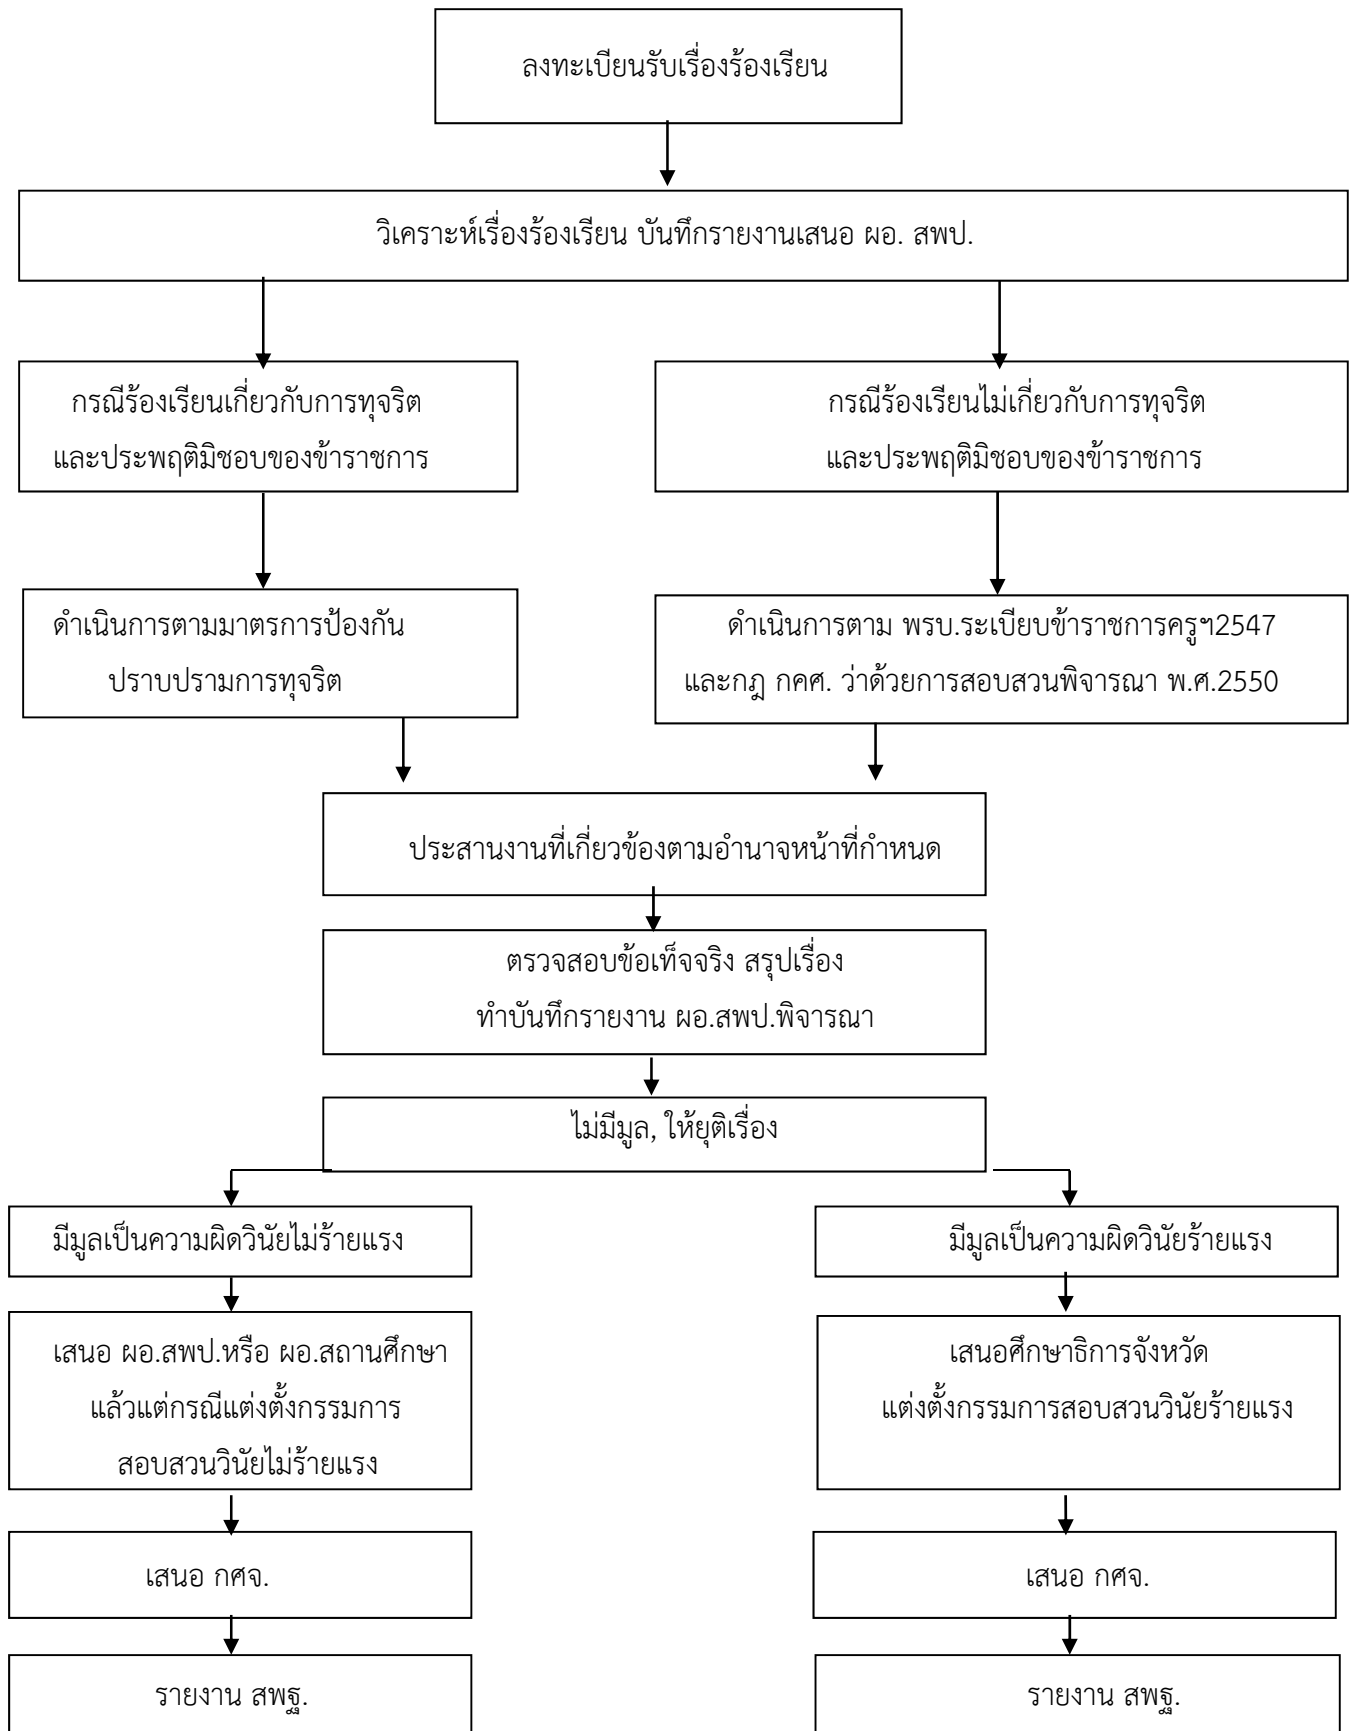 ลงทะเบียนรับเรื่องร้องเรียน
วิเคราะห์เรื่องร้องเรียน บันทึกรายงานเสนอ ผอ. สพป.
กรณีร้องเรียนเกี่ยวกับการทุจริต
และประพฤติมิชอบของข้าราชการ
กรณีร้องเรียนไม่เกี่ยวกับการทุจริต
และประพฤติมิชอบของข้าราชการ
ดำเนินการตามมาตรการป้องกัน
ปราบปรามการทุจริต
ดำเนินการตาม พรบ.ระเบียบข้าราชการครูฯ2547
และกฎ กคศ. ว่าด้วยการสอบสวนพิจารณา พ.ศ.2550
ประสานงานที่เกี่ยวข้องตามอำนาจหน้าที่กำหนด
ตรวจสอบข้อเท็จจริง สรุปเรื่อง
ทำบันทึกรายงาน ผอ.สพป.พิจารณา
ไม่มีมูล, ให้ยุติเรื่อง
มีมูลเป็นความผิดวินัยไม่ร้ายแรง
มีมูลเป็นความผิดวินัยร้ายแรง
เสนอ ผอ.สพป.หรือ ผอ.สถานศึกษา
แล้วแต่กรณีแต่งตั้งกรรมการ
สอบสวนวินัยไม่ร้ายแรง
เสนอศึกษาธิการจังหวัด
แต่งตั้งกรรมการสอบสวนวินัยร้ายแรง
เสนอ กศจ.
เสนอ กศจ.
รายงาน สพฐ.
รายงาน สพฐ.